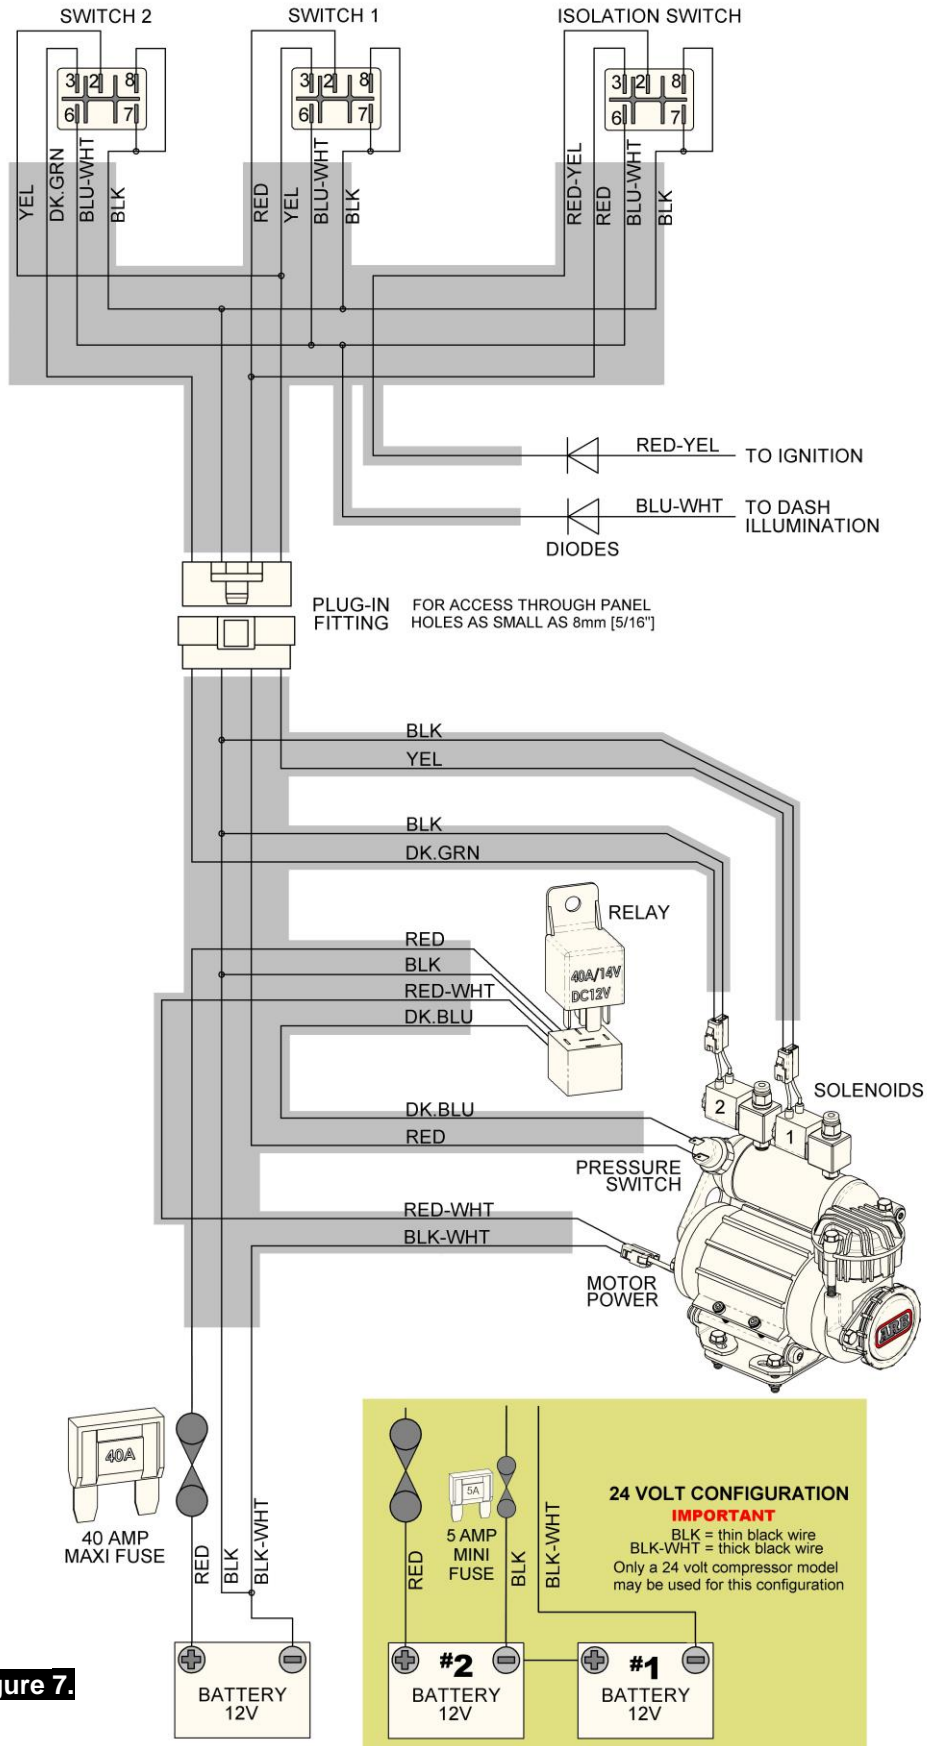 SWITCH 2
SWITCH 1
ISOLATION SWITCH
3 2 8
6 7
3 2 8
6 7
3 2 8
6 7
YEL
DK.GRN
BLU-WHT
BLK
RED
YEL
BLU-WHT
BLK
RED-YEL
RED
BLU-WHT
BLK
RED-YEL
TO IGNITION
BLU-WHT
TO DASH
ILLUMINATION
DIODES
PLUG-IN
FITTING
FOR ACCESS THROUGH PANEL
HOLES AS SMALL AS 8mm [5/16"]
BLK
YEL
BLK
DK.GRN
RELAY
40A/14V
DC12V
RED
BLK
RED-WHT
DK.BLU
SOLENOIDS
2
1
DK.BLU
RED
PRESSURE
SWITCH
RED-WHT
BLK-WHT
MOTOR
POWER
ARB
40A
40 AMP
MAXI FUSE
RED
BLK
BLK-WHT
+ −
BATTERY
12V
5A
5 AMP
MINI
FUSE
RED
BLK
BLK-WHT
24 VOLT CONFIGURATION
IMPORTANT
BLK = thin black wire
BLK-WHT = thick black wire
Only a 24 volt compressor model
may be used for this configuration
+ #2 −
BATTERY
12V
+ #1 −
BATTERY
12V
gure 7.